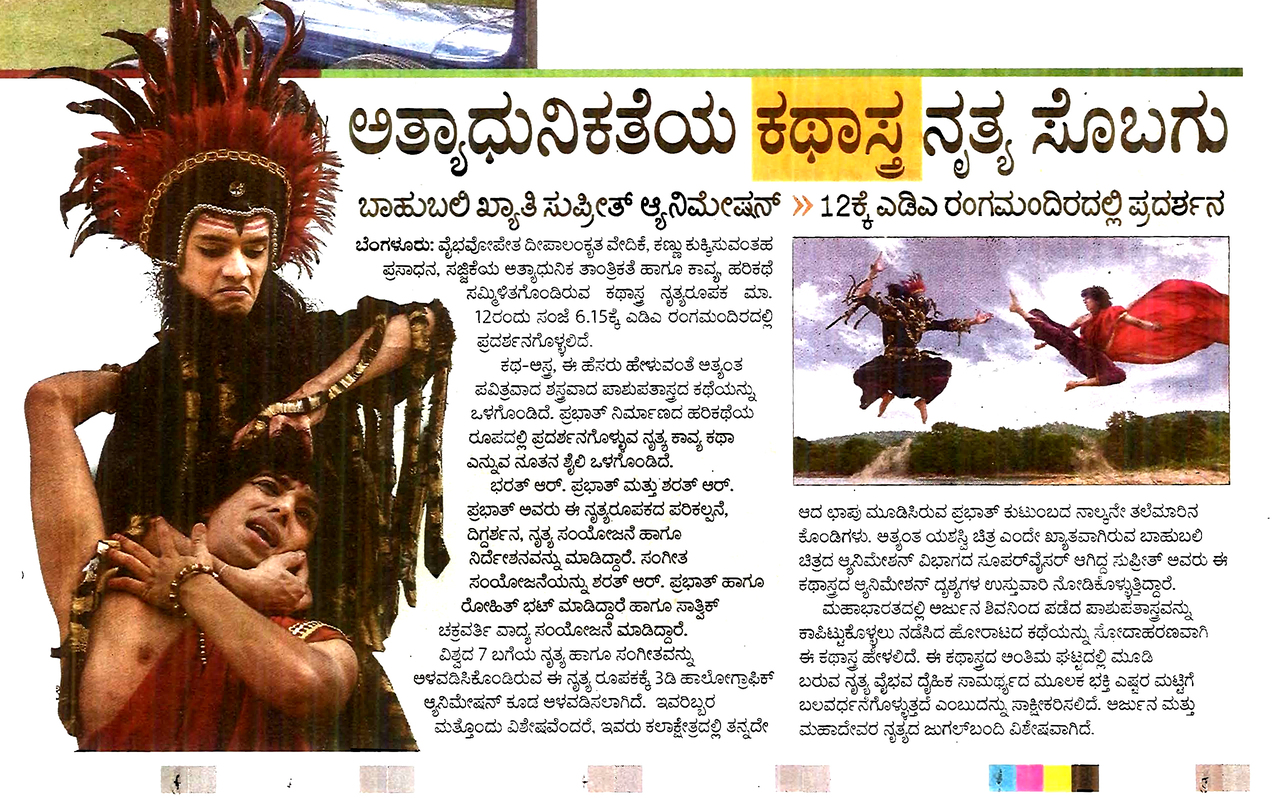 ಅತ್ಯಾಧುನಿಕತೆಯ ಕಥಾಸ್ತ್ರ ನೃತ್ಯ ಸೊಬಗು
ಬಾಹುಬಲಿ ಖ್ಯಾತಿ ಸುಪ್ರೀತ್ ಆ್ಯನಿಮೇಷನ್ » 12ಕ್ಕೆ ಎಡಿಎ ರಂಗಮಂದಿರದಲ್ಲಿ ಪ್ರದರ್ಶನ
ಬೆಂಗಳೂರು: ವೈಭವೋಪೇತ ದೀಪಾಲಂಕೃತ ವೇದಿಕೆ, ಕಣ್ಣು ಕುಕ್ಕಿಸುವಂತಹ
ಪ್ರಸಾಧನ, ಸಜ್ಜಿಕೆಯ ಅತ್ಯಾಧುನಿಕ ತಾಂತ್ರಿಕತೆ ಹಾಗೂ ಕಾವ್ಯ, ಹರಿಕಥೆ
ಸಮ್ಮಿಳಿತಗೊಂಡಿರುವ ಕಥಾಸ್ತ್ರ ನೃತ್ಯರೂಪಕ ಮಾ.
12ರಂದು ಸಂಜೆ 6.15ಕ್ಕೆ ಎಡಿಎ ರಂಗಮಂದಿರದಲ್ಲಿ
ಪ್ರದರ್ಶನಗೊಳ್ಳಲಿದೆ.
ಕಥ-ಅಸ್ತ್ರ, ಈ ಹೆಸರು ಹೇಳುವಂತೆ ಅತ್ಯಂತ
ಪವಿತ್ರವಾದ ಶಸ್ತ್ರವಾದ ಪಾಶುಪತಾಸ್ತ್ರದ ಕಥೆಯನ್ನು
ಒಳಗೊಂಡಿದೆ. ಪ್ರಭಾತ್ ನಿರ್ಮಾಣದ ಹರಿಕಥೆಯ
ರೂಪದಲ್ಲಿ ಪ್ರದರ್ಶನಗೊಳ್ಳುವ ನೃತ್ಯ ಕಾವ್ಯ ಕಥಾ
ಎನ್ನುವ ನೂತನ ಶೈಲಿ ಒಳಗೊಂಡಿದೆ.
ಭರತ್ ಆರ್. ಪ್ರಭಾತ್ ಮತ್ತು ಶರತ್ ಆರ್.
ಪ್ರಭಾತ್ ಅವರು ಈ ನೃತ್ಯರೂಪಕದ ಪರಿಕಲ್ಪನೆ,
ದಿಗ್ದರ್ಶನ, ನೃತ್ಯ ಸಂಯೋಜನೆ ಹಾಗೂ
ನಿರ್ದೇಶನವನ್ನು ಮಾಡಿದ್ದಾರೆ. ಸಂಗೀತ
ಸಂಯೋಜನೆಯನ್ನು ಶರತ್ ಆರ್. ಪ್ರಭಾತ್ ಹಾಗೂ
ರೋಹಿತ್ ಭಟ್ ಮಾಡಿದ್ದಾರೆ ಹಾಗೂ ಸಾತ್ವಿಕ್
ಚಕ್ರವರ್ತಿ ವಾದ್ಯ ಸಂಯೋಜನೆ ಮಾಡಿದ್ದಾರೆ.
ವಿಶ್ವದ 7 ಬಗೆಯ ನೃತ್ಯ ಹಾಗೂ ಸಂಗೀತವನ್ನು
ಅಳವಡಿಸಿಕೊಂಡಿರುವ ಈ ನೃತ್ಯ ರೂಪಕಕ್ಕೆ 3ಡಿ ಹಾಲೋಗ್ರಾಫಿಕ್
ಆ್ಯನಿಮೇಷನ್ ಕೂಡ ಅಳವಡಿಸಲಾಗಿದೆ. ಇವರಿಬ್ಬರ
ಮತ್ತೊಂದು ವಿಶೇಷವೆಂದರೆ, ಇವರು ಕಲಾಕ್ಷೇತ್ರದಲ್ಲಿ ತನ್ನದೇ
ಆದ ಛಾಪು ಮೂಡಿಸಿರುವ ಪ್ರಭಾತ್ ಕುಟುಂಬದ ನಾಲ್ಕನೇ ತಲೆಮಾರಿನ
ಕೊಂಡಿಗಳು. ಅತ್ಯಂತ ಯಶಸ್ವಿ ಚಿತ್ರ ಎಂದೇ ಖ್ಯಾತವಾಗಿರುವ ಬಾಹುಬಲಿ
ಚಿತ್ರದ ಆ್ಯನಿಮೇಶನ್ ವಿಭಾಗದ ಸೂಪರ್‌ವೈಸರ್ ಆಗಿದ್ದ ಸುಪ್ರೀತ್ ಅವರು ಈ
ಕಥಾಸ್ತ್ರದ ಆ್ಯನಿಮೇಶನ್ ದೃಶ್ಯಗಳ ಉಸ್ತುವಾರಿ ನೋಡಿಕೊಳ್ಳುತ್ತಿದ್ದಾರೆ.
ಮಹಾಭಾರತದಲ್ಲಿ ಅರ್ಜುನ ಶಿವನಿಂದ ಪಡೆದ ಪಾಶುಪತಾಸ್ತ್ರವನ್ನು
ಕಾಪಿಟ್ಟುಕೊಳ್ಳಲು ನಡೆಸಿದ ಹೋರಾಟದ ಕಥೆಯನ್ನು ಸೋದಾಹರಣವಾಗಿ
ಈ ಕಥಾಸ್ತ್ರ ಹೇಳಲಿದೆ. ಈ ಕಥಾಸ್ತ್ರದ ಅಂತಿಮ ಘಟ್ಟದಲ್ಲಿ ಮೂಡಿ
ಬರುವ ನೃತ್ಯ ವೈಭವ ದೈಹಿಕ ಸಾಮರ್ಥ್ಯದ ಮೂಲಕ ಭಕ್ತಿ ಎಷ್ಟರ ಮಟ್ಟಿಗೆ
ಬಲವರ್ಧನೆಗೊಳ್ಳುತ್ತದೆ ಎಂಬುದನ್ನು ಸಾಕ್ಷೀಕರಿಸಲಿದೆ. ಅರ್ಜುನ ಮತ್ತು
ಮಹಾದೇವರ ನೃತ್ಯದ ಜುಗಲ್‌ಬಂದಿ ವಿಶೇಷವಾಗಿದೆ.